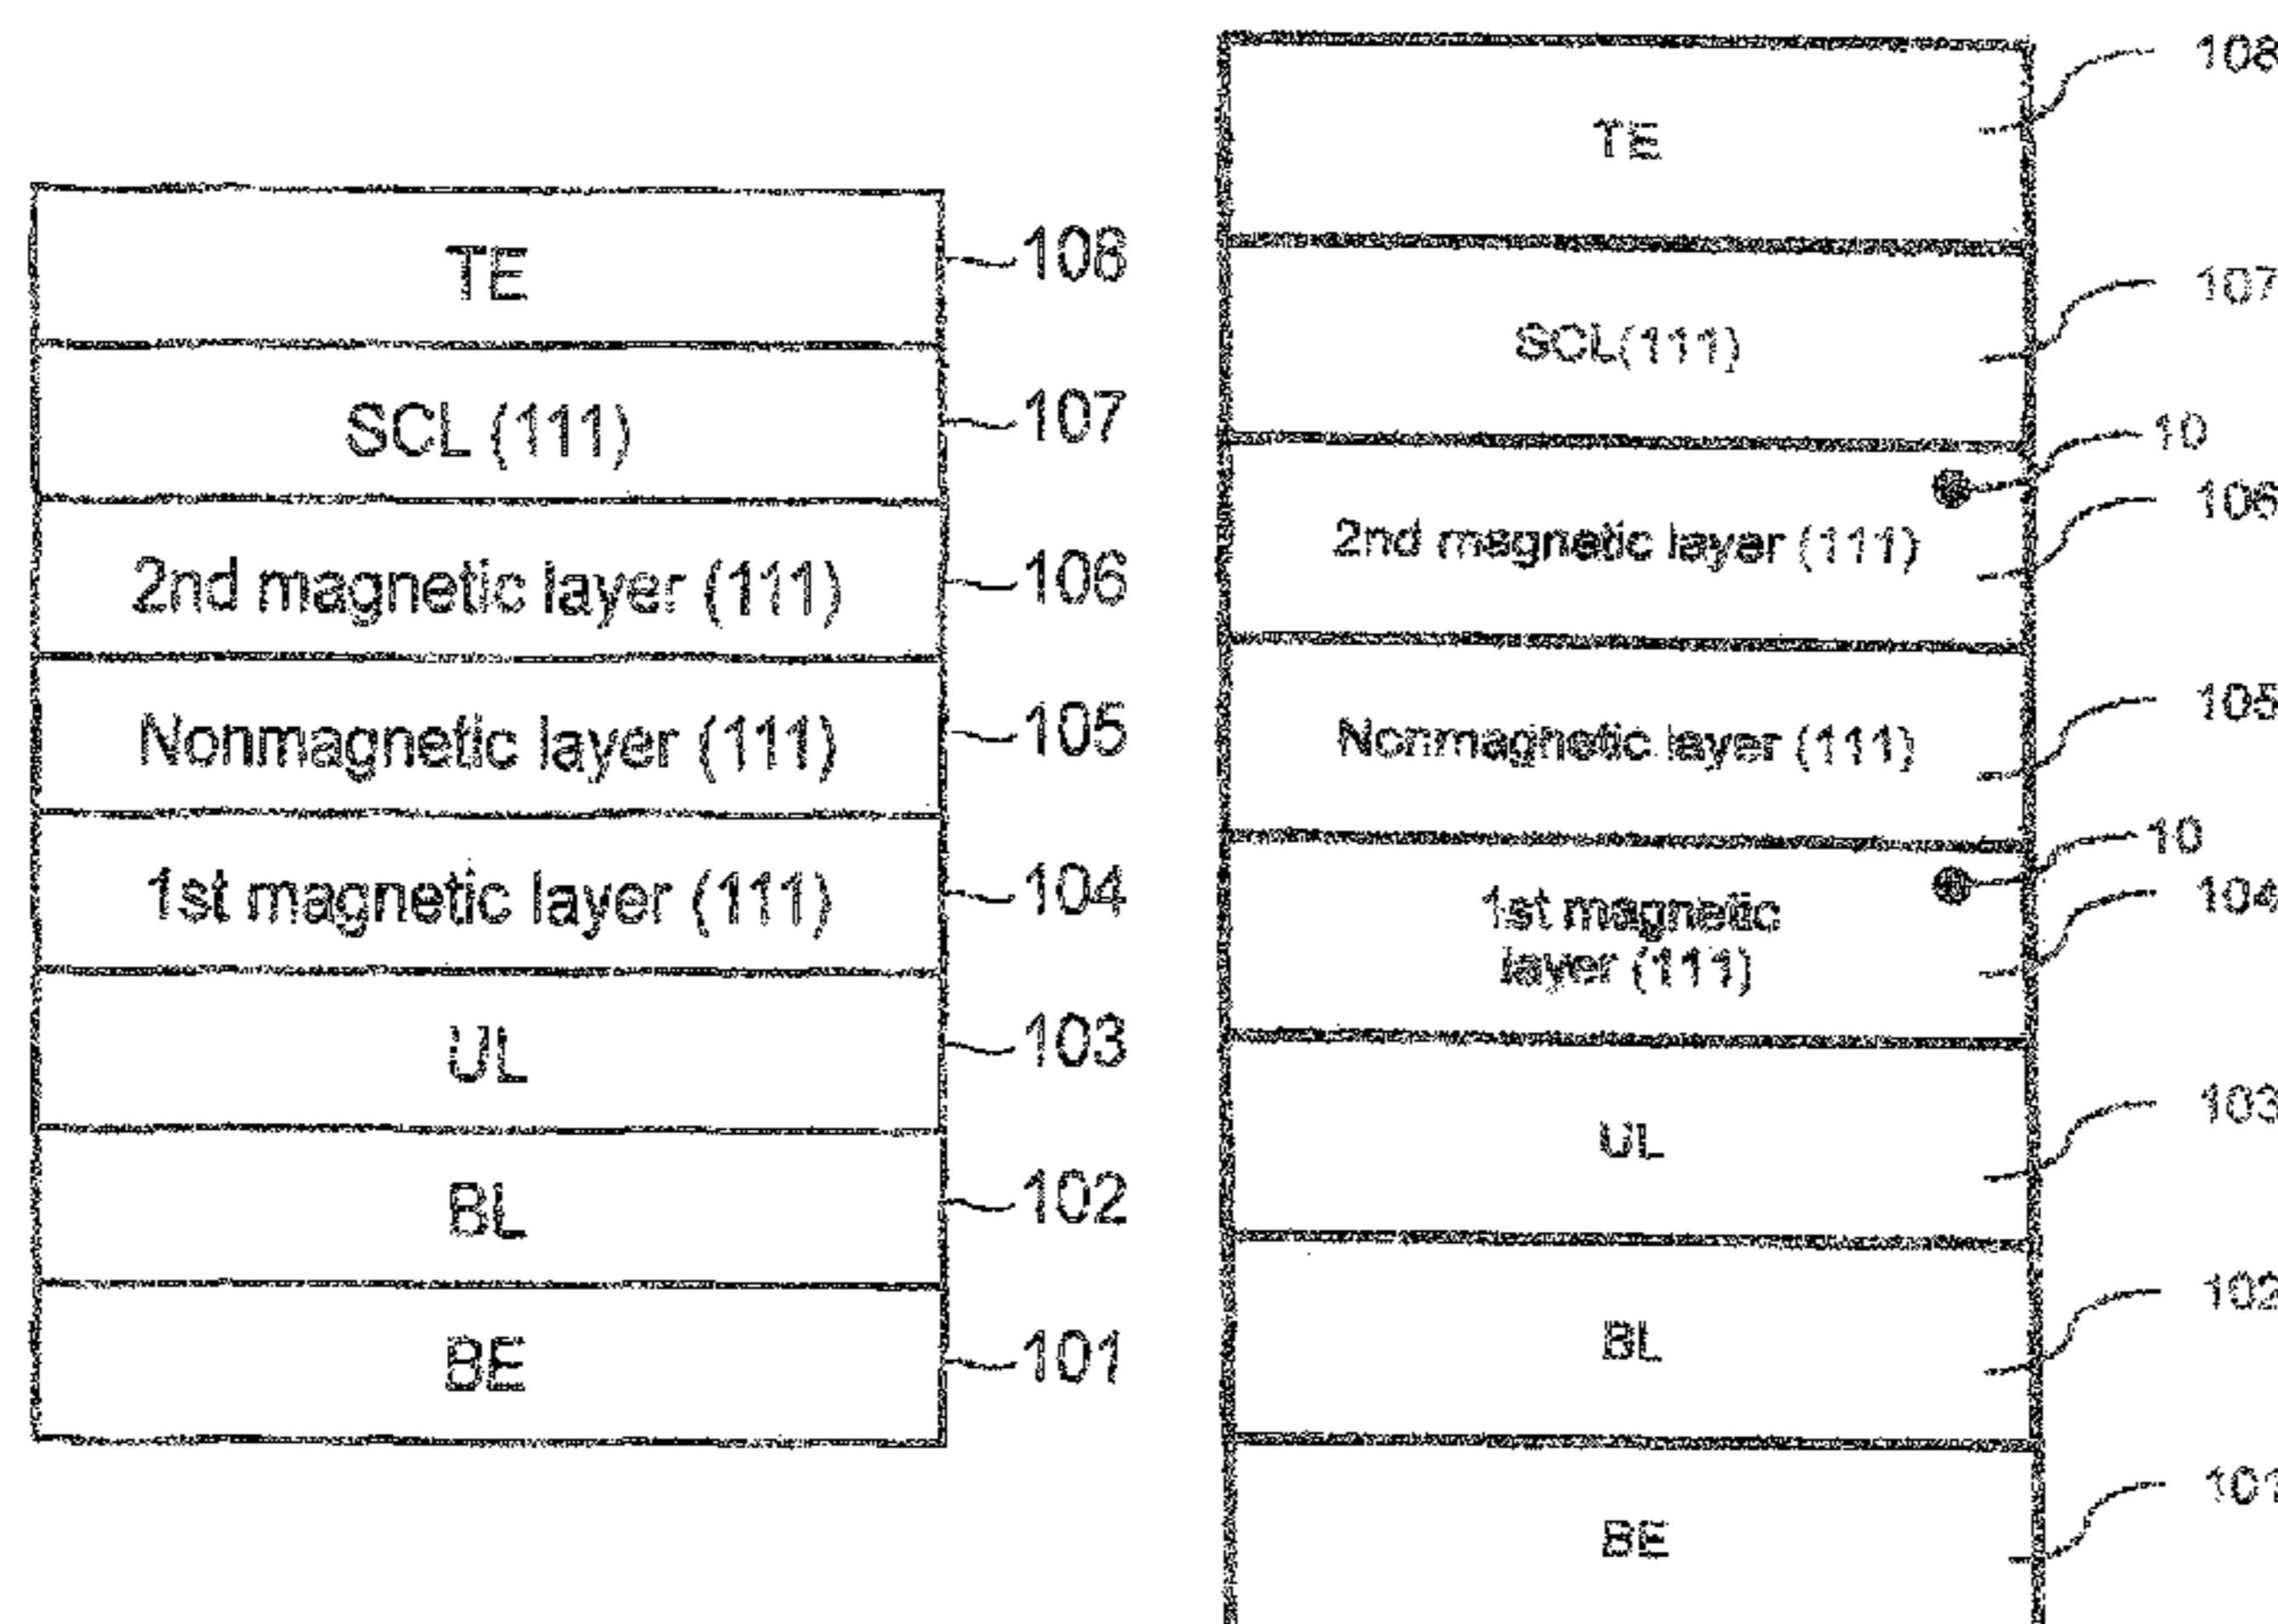 TE
108
SCL (111)
107
2nd magnetic layer (111)
106
Nonmagnetic layer (111)
105
1st magnetic layer (111)
104
UL
103
BL
102
BE
101
TE
108
SCL(111)
107
10
2nd magnetic layer (111)
106
Nonmagnetic layer (111)
105
10
1st magnetic
layer (111)
104
UL
103
BL
102
BE
101